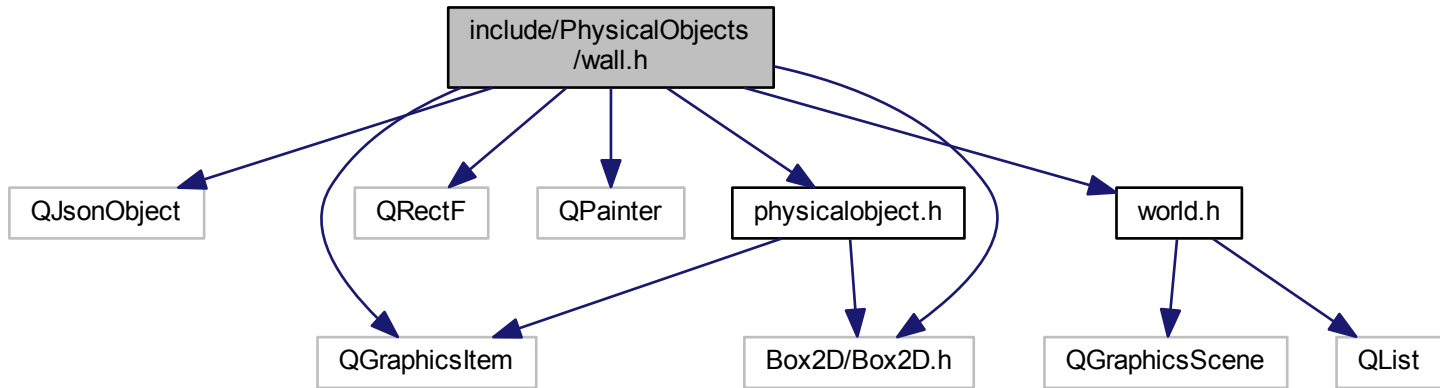 include/PhysicalObjects
/wall.h
QJsonObject
QRectF
QPainter
physicalobject.h
world.h
QGraphicsItem
Box2D/Box2D.h
QGraphicsScene
QList